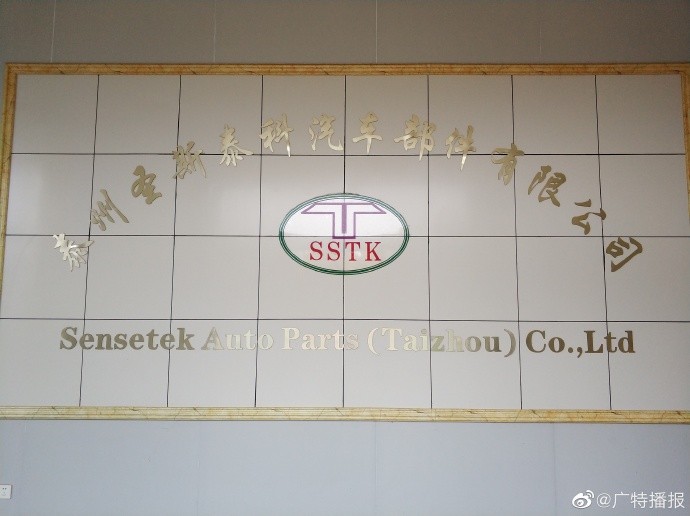 泰州圣斯泰科汽车部件有限公司
SSTK
Sensetek Auto Parts (Taizhou) Co.,Ltd
@广特播报